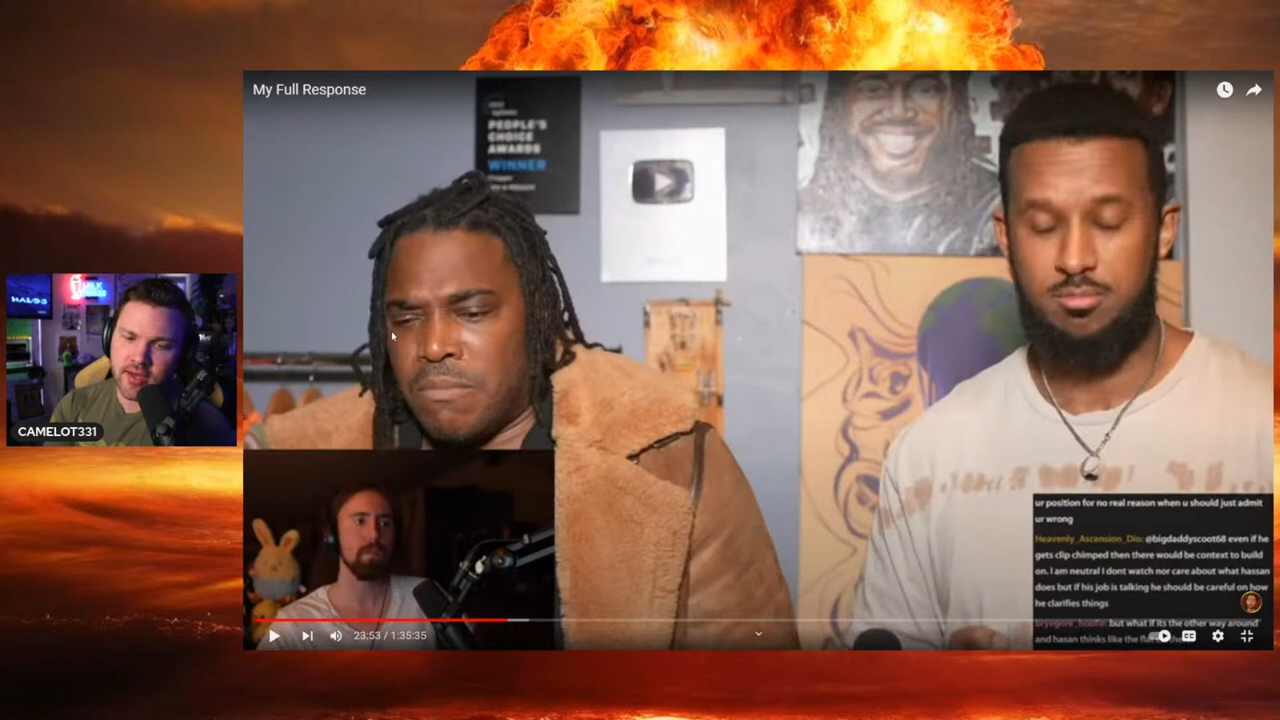 My Full Response
PEOPLE'S
CHOICE
AWARDS
WINNER
HALO 3
MILK
CAMELOT331
ur position for no real reason when u should just admit
ur wrong
Heavenly_Ascension_Dio: @bigdaddyscoot68 even if he
gets clip chimped then there would be context to build
on. I am neutral I dont watch nor care about what hassan
does but if his job is talking he should be careful on how
he clarifies things
bryegore_hoofie: but what if its the other way around
and hasan thinks like the
23:53 / 1:35:35
CC